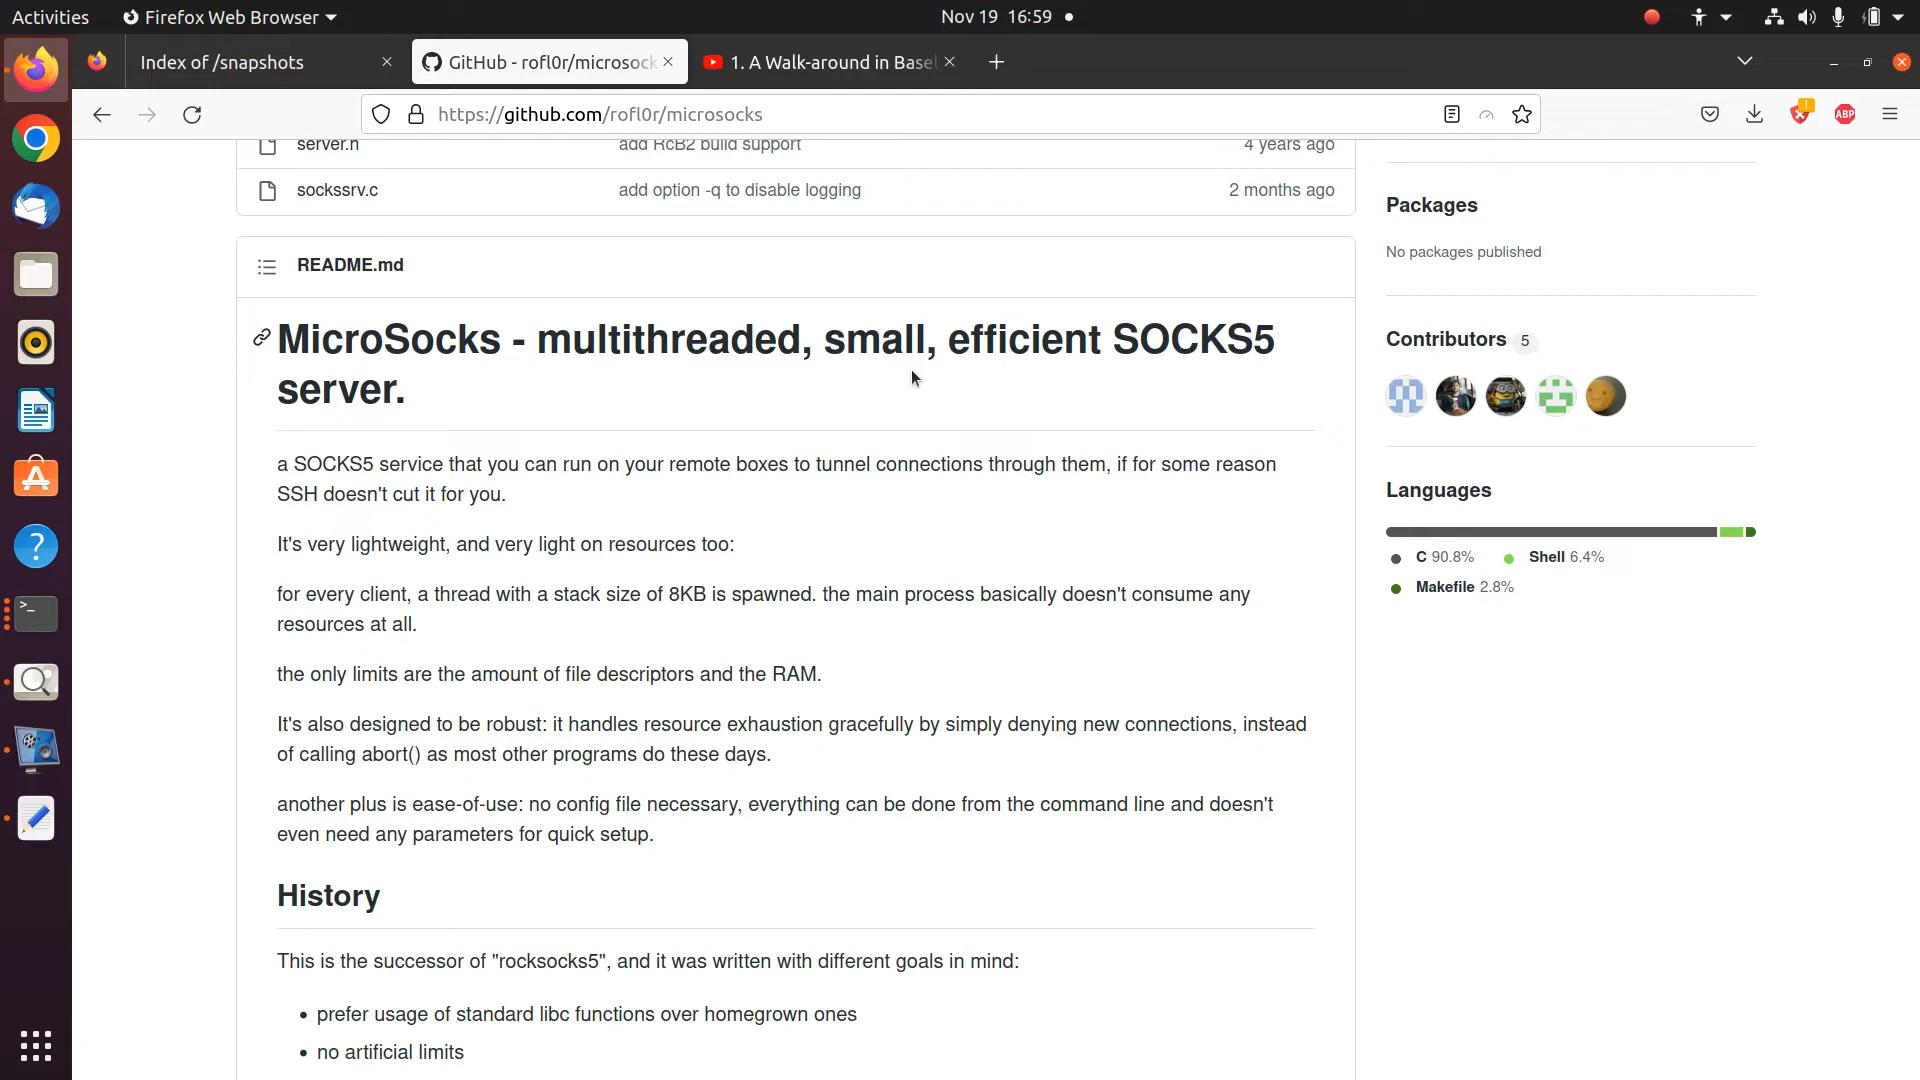 Activities
Firefox Web Browser
Nov 19 16:59
Index of /snapshots
GitHub - rofl0r/microsock
1. A Walk-around in Basel
https://github.com/rofl0r/microsocks
ABP
server.h
add RcB2 build support
4 years ago
sockssrv.c
add option -q to disable logging
2 months ago
README.md
MicroSocks - multithreaded, small, efficient SOCKS5
server.
a SOCKS5 service that you can run on your remote boxes to tunnel connections through them, if for some reason
SSH doesn't cut it for you.
It's very lightweight, and very light on resources too:
for every client, a thread with a stack size of 8KB is spawned. the main process basically doesn't consume any
resources at all.
the only limits are the amount of file descriptors and the RAM.
It's also designed to be robust: it handles resource exhaustion gracefully by simply denying new connections, instead
of calling abort() as most other programs do these days.
another plus is ease-of-use: no config file necessary, everything can be done from the command line and doesn't
even need any parameters for quick setup.
History
This is the successor of "rocksocks5", and it was written with different goals in mind:
• prefer usage of standard libc functions over homegrown ones
• no artificial limits
Packages
No packages published
Contributors 5
Languages
C 90.8%
Shell 6.4%
Makefile 2.8%